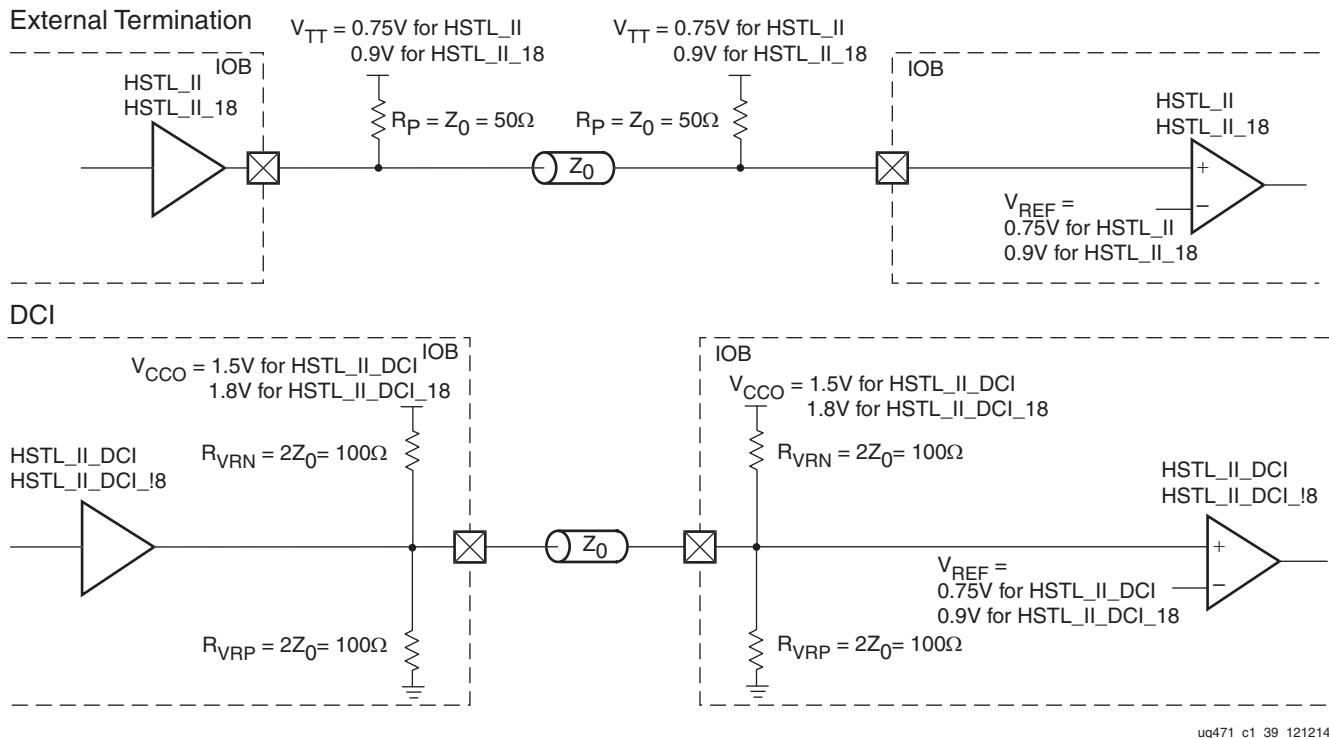 External Termination
V_TT = 0.75V for HSTL_II
0.9V for HSTL_II_18
V_TT = 0.75V for HSTL_II
0.9V for HSTL_II_18
IOB
HSTL_II
HSTL_II_18
R_P = Z_0 = 50Ω
R_P = Z_0 = 50Ω
Z_0
IOB
HSTL_II
HSTL_II_18
+
–
V_REF =
0.75V for HSTL_II
0.9V for HSTL_II_18
DCI
IOB
V_CCO = 1.5V for HSTL_II_DCI
1.8V for HSTL_II_DCI_18
R_VRN = 2Z_0= 100Ω
HSTL_II_DCI
HSTL_II_DCI_!8
R_VRP = 2Z_0= 100Ω
Z_0
IOB
V_CCO = 1.5V for HSTL_II_DCI
1.8V for HSTL_II_DCI_18
R_VRN = 2Z_0= 100Ω
HSTL_II_DCI
HSTL_II_DCI_!8
+
–
V_REF =
0.75V for HSTL_II_DCI
0.9V for HSTL_II_DCI_18
R_VRP = 2Z_0= 100Ω
ug471_c1_39_121214